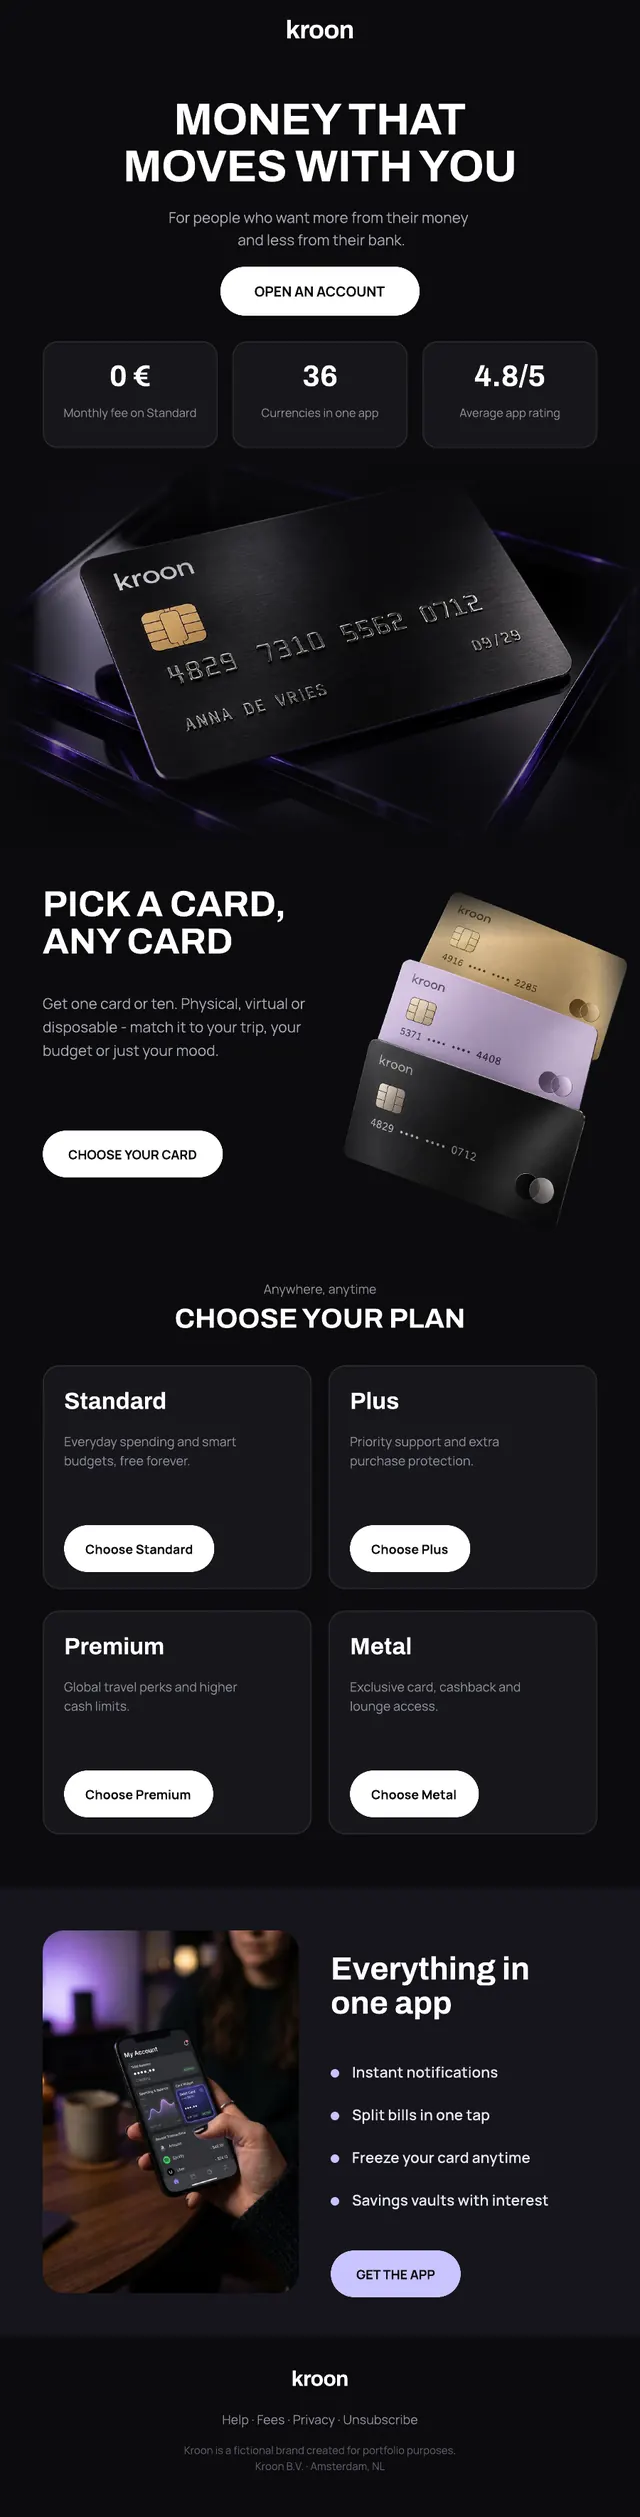 kroon
MONEY THAT
MOVES WITH YOU
For people who want more from their money
and less from their bank.
OPEN AN ACCOUNT
0 €
Monthly fee on Standard
36
Currencies in one app
4.8/5
Average app rating
kroon
4829 7310 5562 0712
09/29
ANNA DE VRIES
PICK A CARD,
ANY CARD
Get one card or ten. Physical, virtual or
disposable - match it to your trip, your
budget or just your mood.
CHOOSE YOUR CARD
kroon
4916 •••• •••• 2285
kroon
5371 •••• •••• 4408
kroon
4829 •••• •••• 0712
Anywhere, anytime
CHOOSE YOUR PLAN
Standard
Everyday spending and smart
budgets, free forever.
Choose Standard
Plus
Priority support and extra
purchase protection.
Choose Plus
Premium
Global travel perks and higher
cash limits.
Choose Premium
Metal
Exclusive card, cashback and
lounge access.
Choose Metal
My Account
Spotify
Everything in
one app
Instant notifications
Split bills in one tap
Freeze your card anytime
Savings vaults with interest
GET THE APP
kroon
Help · Fees · Privacy · Unsubscribe
Kroon is a fictional brand created for portfolio purposes.
Kroon B.V. · Amsterdam, NL